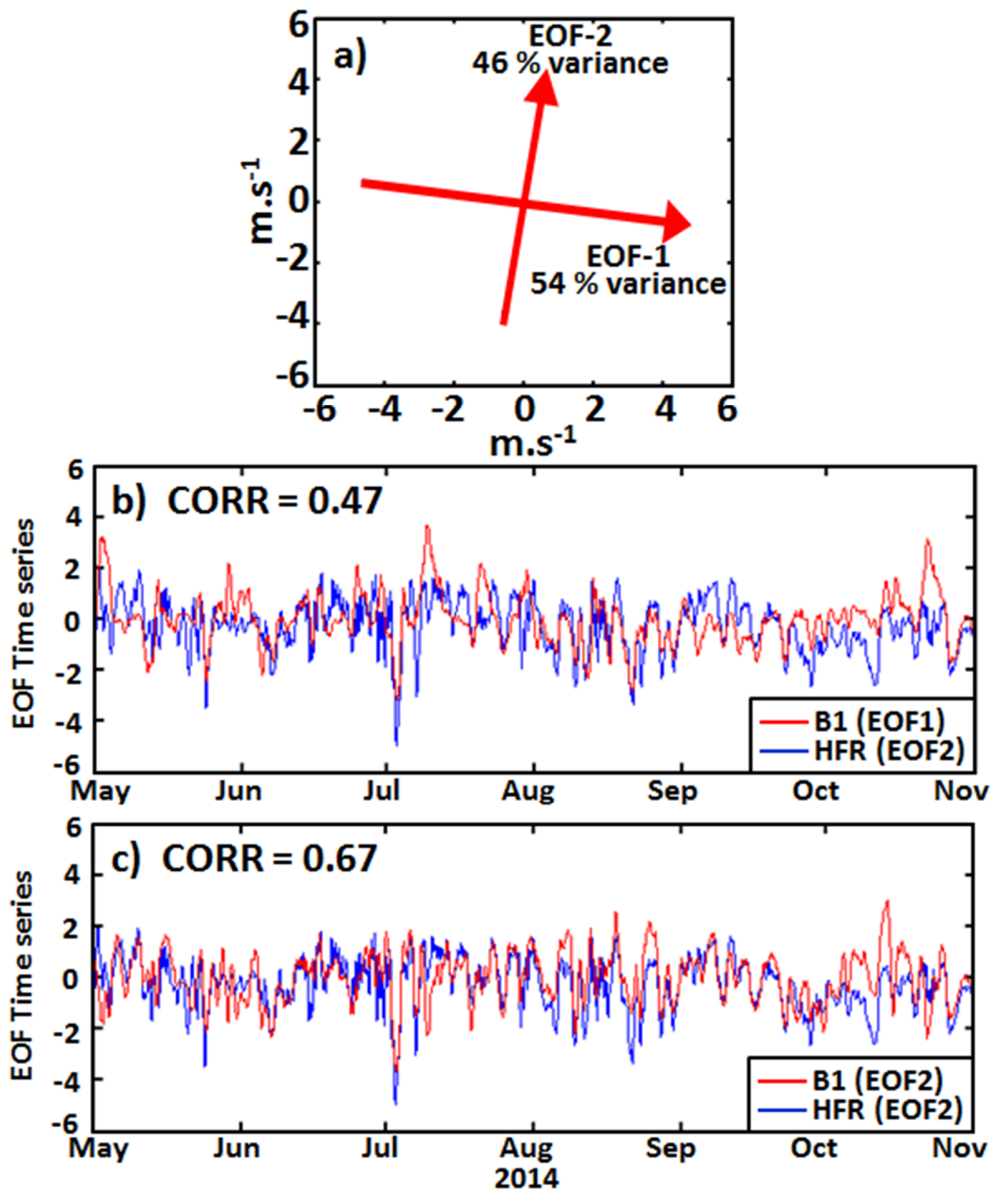 a)
EOF-2
46 % variance
6
4
2
0
-2
-4
-6
m.s-1
EOF-1
54 % variance
-6 -4 -2 0 2 4 6
m.s-1
b) CORR = 0.47
6
4
2
0
-2
-4
-6
EOF Time series
B1 (EOF1)
HFR (EOF2)
May Jun Jul Aug Sep Oct Nov
c) CORR = 0.67
6
4
2
0
-2
-4
-6
EOF Time series
B1 (EOF2)
HFR (EOF2)
May Jun Jul Aug Sep Oct Nov
2014